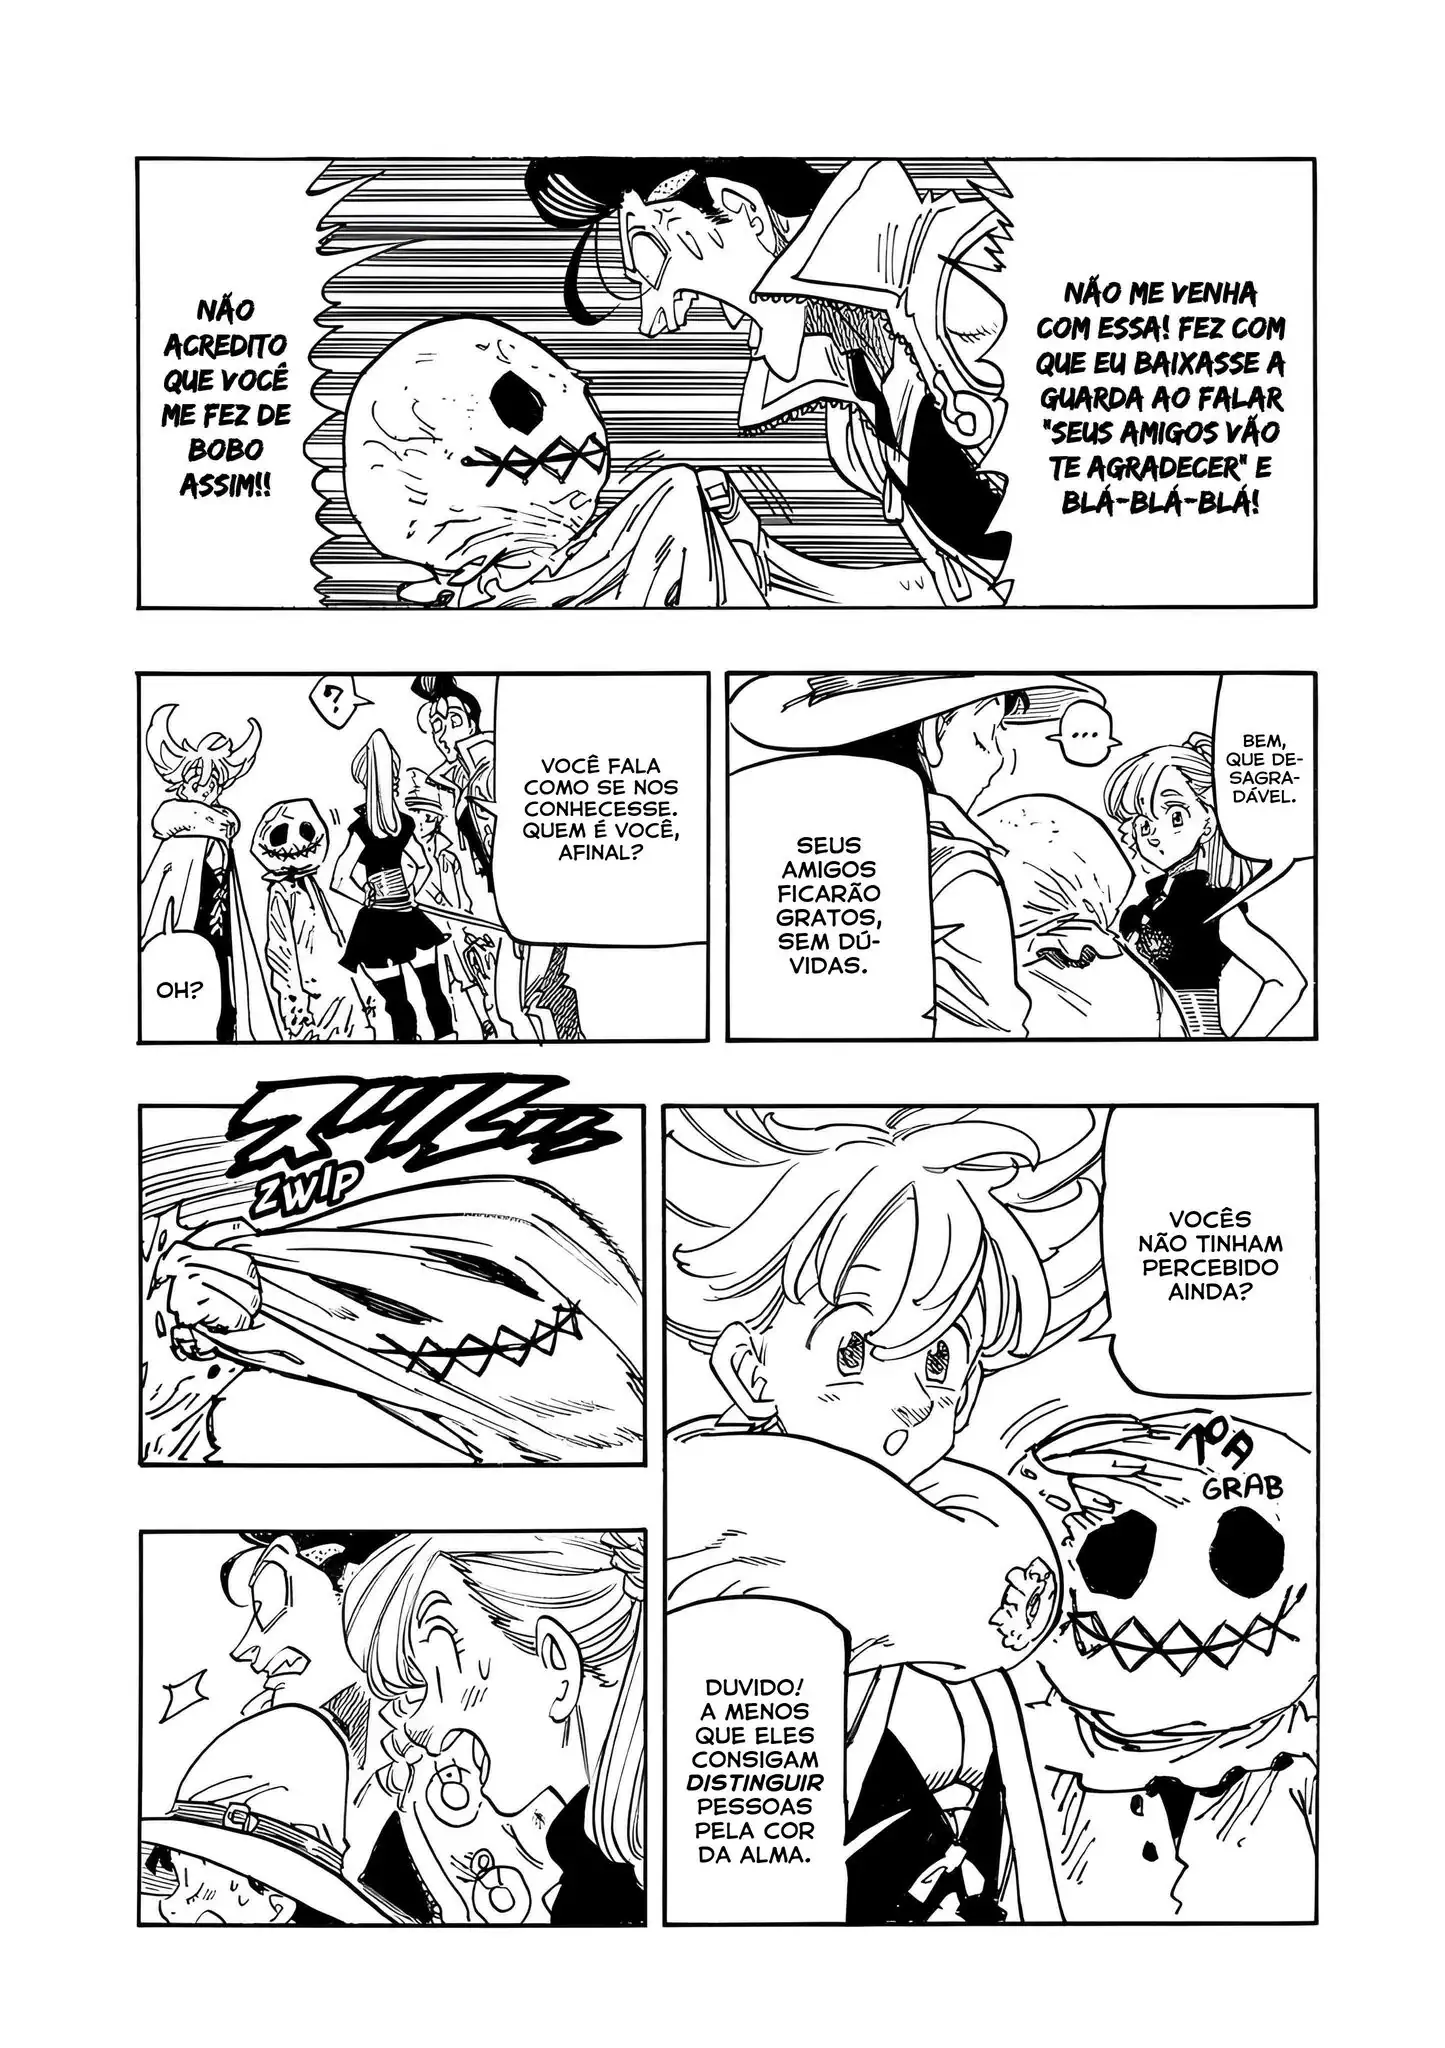 NÃO ME VENHA
COM ESSA! FEZ COM
QUE EU BAIXASSE A
GUARDA AO FALAR
"SEUS AMIGOS VÃO
TE AGRADECER" E
BLÁ-BLÁ-BLÁ!
NÃO
ACREDITO
QUE VOCÊ
ME FEZ DE
BOBO
ASSIM!!
BEM,
QUE DE-
SAGRA-
DÁVEL.
...
SEUS
AMIGOS
FICARÃO
GRATOS,
SEM DÚ-
VIDAS.
VOCÊ FALA
COMO SE NOS
CONHECESSE.
QUEM É VOCÊ,
AFINAL?
?
OH?
VOCÊS
NÃO TINHAM
PERCEBIDO
AINDA?
GRAB
DUVIDO!
A MENOS
QUE ELES
CONSIGAM
DISTINGUIR
PESSOAS
PELA COR
DA ALMA.
ZWIP